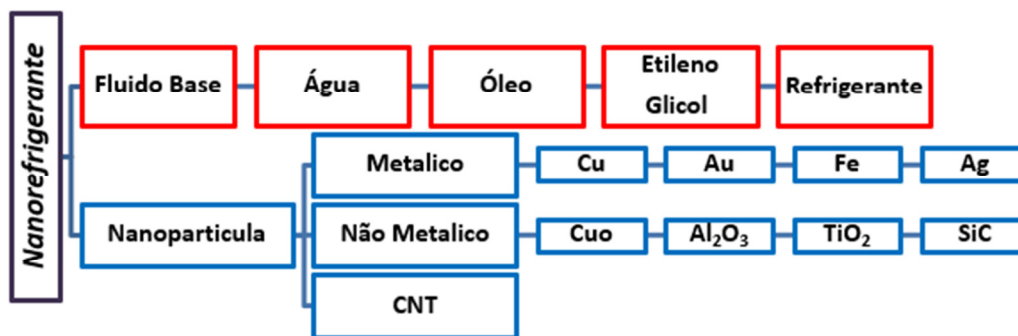 Nanorefrigerante
Fluido Base
Água
Óleo
Etileno
Glicol
Refrigerante
Metalico
Cu
Au
Fe
Ag
Nanoparticula
Não Metalico
Cuo
Al₂O₃
TiO₂
SiC
CNT